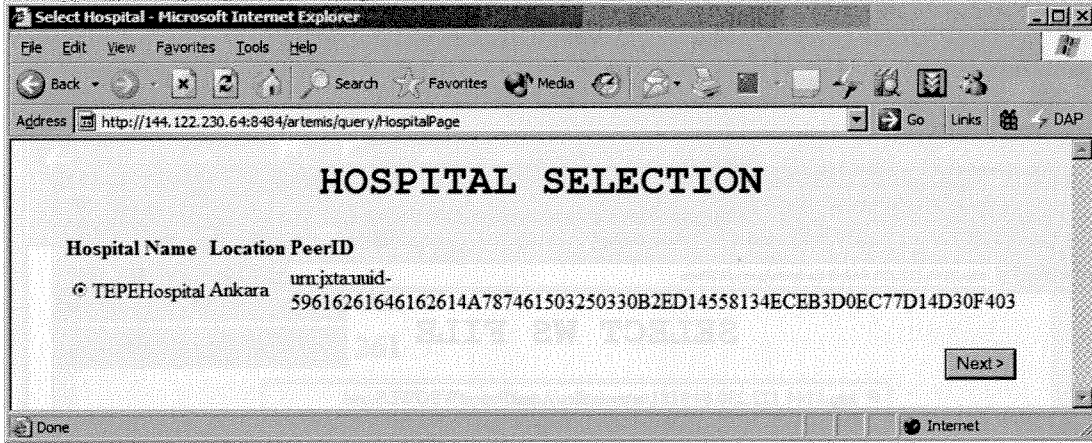 Select Hospital - Microsoft Internet Explorer
File Edit View Favorites Tools Help
Back Search Favorites Media
Address http://144.122.230.64:8484/artemis/query/HospitalPage Go Links DAP
HOSPITAL SELECTION
Hospital Name Location PeerID
TEPEHospital Ankara urn:jxta:uuid-
59616261646162614A787461503250330B2ED14558134ECEB3D0EC77D14D30F403
Next >
Done Internet